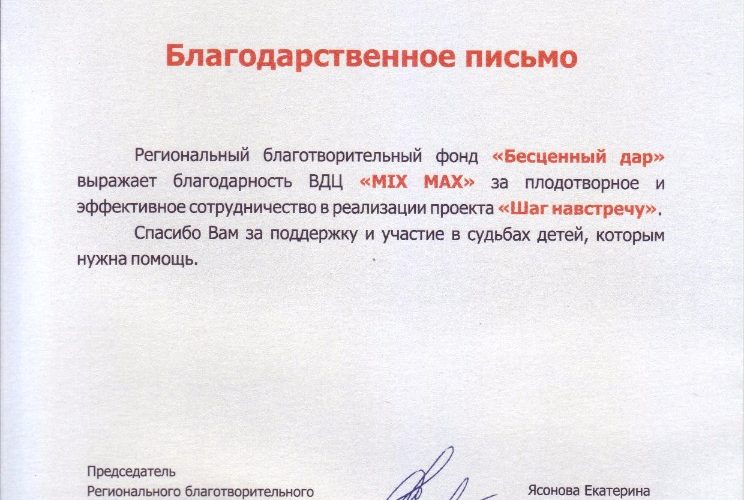 Благодарственное письмо
Региональный благотворительный фонд «Бесценный дар»
выражает благодарность ВДЦ «MIX MAX» за плодотворное и
эффективное сотрудничество в реализации проекта «Шаг навстречу».
Спасибо Вам за поддержку и участие в судьбах детей, которым
нужна помощь.
Председатель
Регионального благотворительного
Ясонова Екатерина